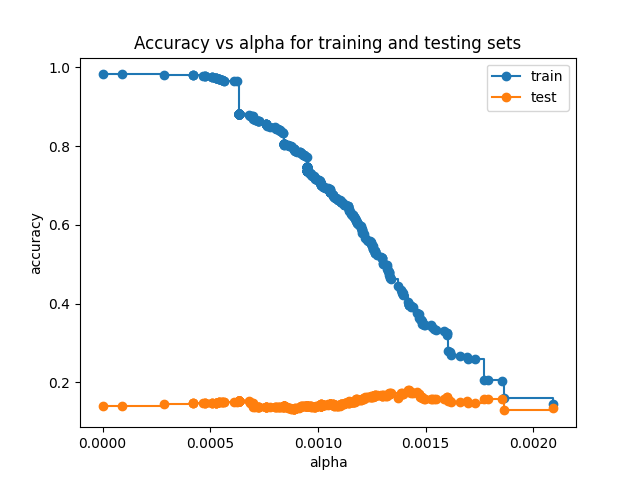 Accuracy vs alpha for training and testing sets
train
test
1.0
0.8
0.6
0.4
0.2
accuracy
0.0000
0.0005
0.0010
0.0015
0.0020
alpha